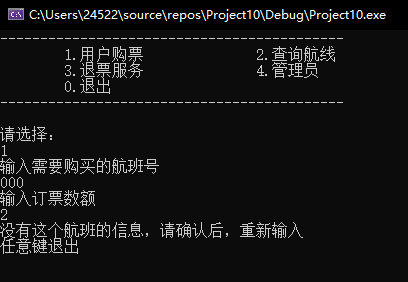 C:\Users\24522\source\repos\Project10\Debug\Project10.exe
--------------------------------------------
1.用户购票 2.查询航线
3.退票服务 4.管理员
0.退出
--------------------------------------------
请选择:
1
输入需要购买的航班号
000
输入订票数额
2
没有这个航班的信息, 请确认后, 重新输入
任意键退出